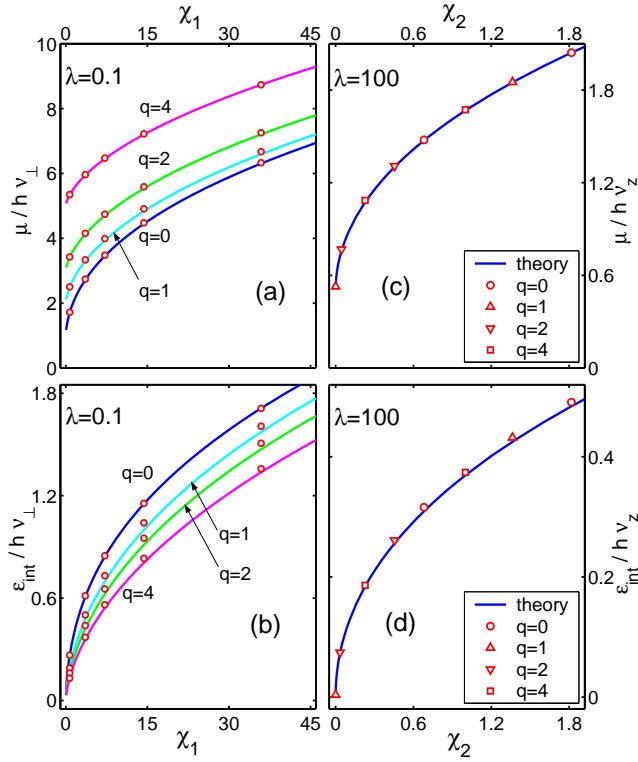 χ1
χ2
0 15 30 45
0 0.6 1.2 1.8
10
8
6
4
2
0
μ / h ν⊥
λ=0.1
q=4
q=2
q=0
q=1
(a)
λ=100
(c)
theory
q=0
q=1
q=2
q=4
1.8
1.2
0.6
0
μ / h νz
1.8
1.2
0.6
0
εint / h ν⊥
λ=0.1
q=0
q=1
q=2
q=4
(b)
0 15 30 45
χ1
λ=100
(d)
theory
q=0
q=1
q=2
q=4
0.4
0.2
0
εint / h νz
0 0.6 1.2 1.8
χ2